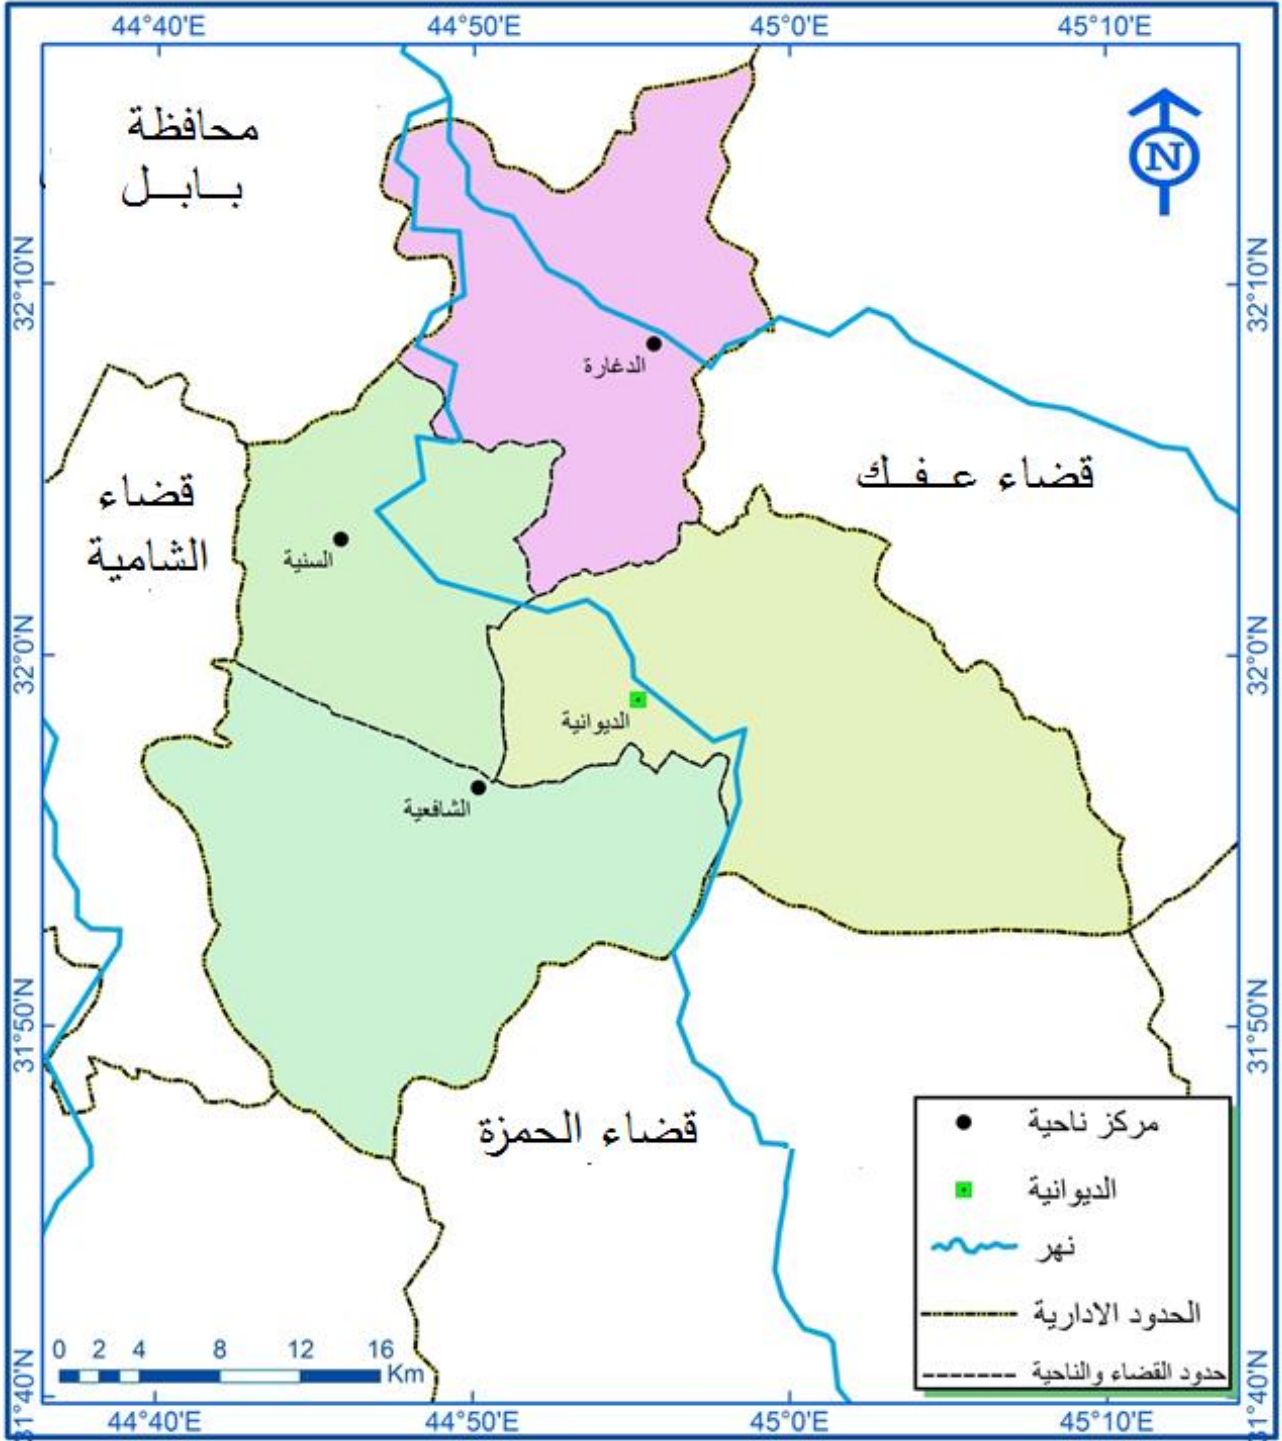 44°40'E 44°50'E 45°0'E 45°10'E
محافظة
بــابــل
N
32°10'N 32°10'N
الدغارة
قضاء
الشامية
قضاء عــفــك
السنية
32°0'N 32°0'N
الديوانية
الشافعية
31°50'N 31°50'N
قضاء الحمزة
مركز ناحية
الديوانية
نهر
الحدود الادارية
حدود القضاء والناحية
0 2 4 8 12 16
Km
31°40'N 31°40'N
44°40'E 44°50'E 45°0'E 45°10'E